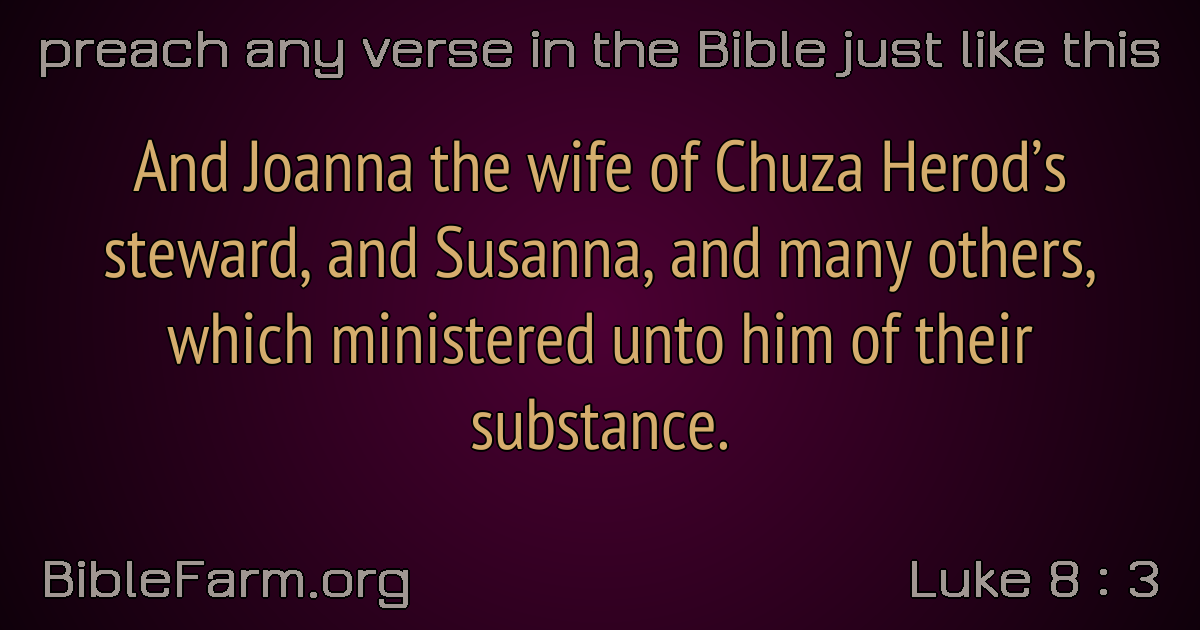 preach any verse in the Bible just like this
And Joanna the wife of Chuza Herod’s
steward, and Susanna, and many others,
which ministered unto him of their
substance.
BibleFarm.org
Luke 8 : 3